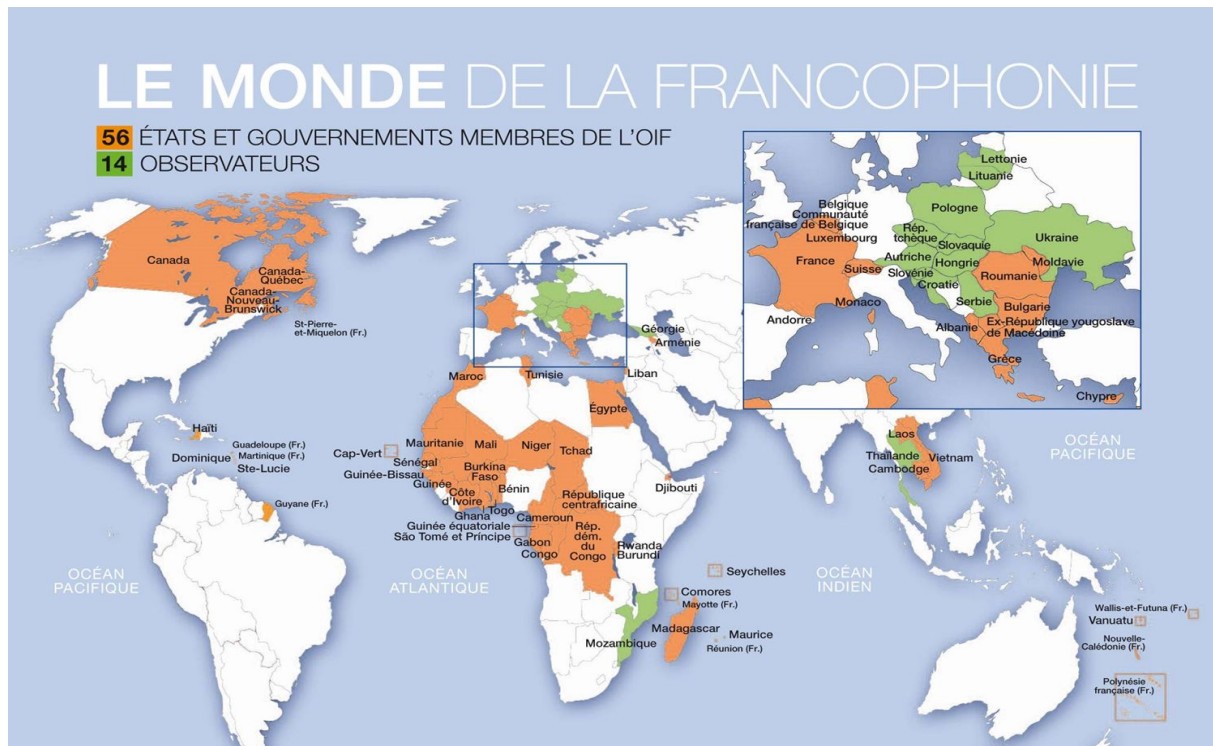 LE MONDE DE LA FRANCOPHONIE
56 ÉTATS ET GOUVERNEMENTS MEMBRES DE L'OIF
14 OBSERVATEURS
Canada
Canada-
Québec
Canada-
Nouveau-
Brunswick
St-Pierre-
et-Miquelon (Fr.)
Haïti
Guadeloupe (Fr.)
Martinique (Fr.)
Dominique
Ste-Lucie
Guyane (Fr.)
OCÉAN
PACIFIQUE
OCÉAN
ATLANTIQUE
Géorgie
Arménie
Maroc
Tunisie
Liban
Égypte
Mauritanie
Mali
Niger
Tchad
Cap-Vert
Sénégal
Guinée-Bissau
Guinée
Burkina
Faso
Côte
d'Ivoire
Bénin
Togo
Ghana
République
centrafricaine
Djibouti
Cameroun
Guinée équatoriale
São Tomé et Príncipe
Gabon
Congo
Rép.
dém.
du
Congo
Rwanda
Burundi
Seychelles
Comores
Mayotte (Fr.)
Madagascar
Maurice
Réunion (Fr.)
Mozambique
OCÉAN
INDIEN
Lettonie
Lituanie
Pologne
Belgique
Communauté
française de Belgique
Luxembourg
Rép.
tchèque
Slovaquie
Ukraine
France
Suisse
Autriche
Hongrie
Moldavie
Slovénie
Roumanie
Croatie
Serbie
Monaco
Bulgarie
Andorre
Albanie
Ex-République yougoslave
de Macédoine
Grèce
Chypre
Laos
Thaïlande
Vietnam
Cambodge
OCÉAN
PACIFIQUE
Wallis-et-Futuna (Fr.)
Vanuatu
Nouvelle-
Calédonie (Fr.)
Polynésie
française (Fr.)